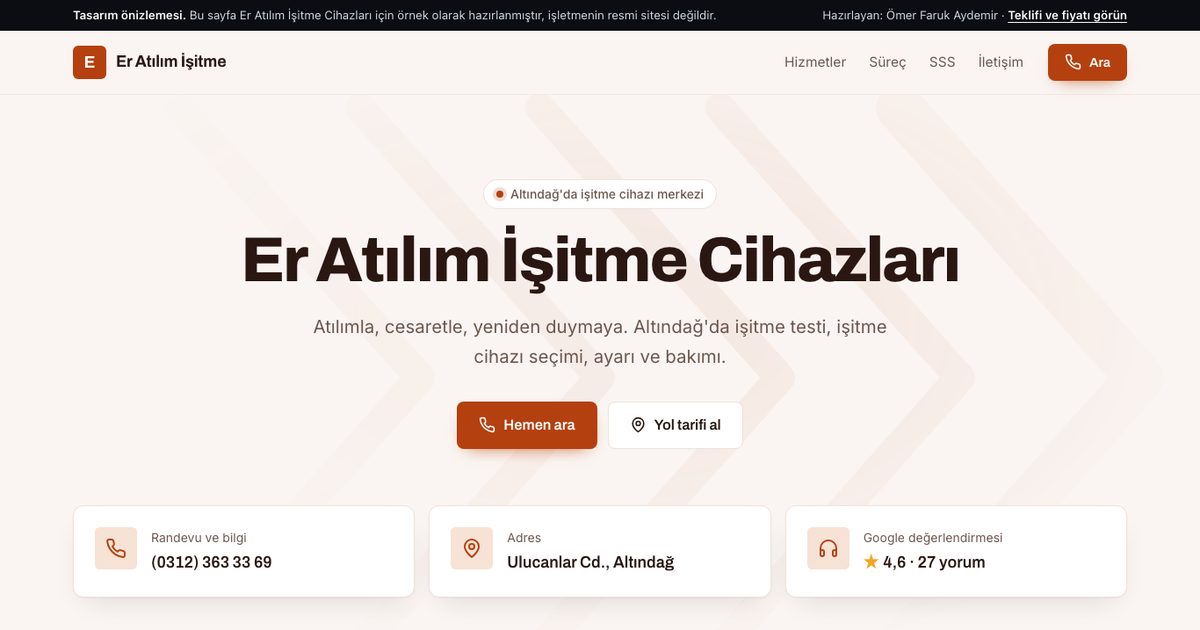 Tasarım önizlemesi. Bu sayfa Er Atılım İşitme Cihazları için örnek olarak hazırlanmıştır, işletmenin resmi sitesi değildir.
Hazırlayan: Ömer Faruk Aydemir · Teklifi ve fiyatı görün
E Er Atılım İşitme
Hizmetler Süreç SSS İletişim Ara
Altındağ'da işitme cihazı merkezi
Er Atılım İşitme Cihazları
Atılımla, cesaretle, yeniden duymaya. Altındağ'da işitme testi, işitme
cihazı seçimi, ayarı ve bakımı.
Hemen ara
Yol tarifi al
Randevu ve bilgi
(0312) 363 33 69
Adres
Ulucanlar Cd., Altındağ
Google değerlendirmesi
★ 4,6 · 27 yorum